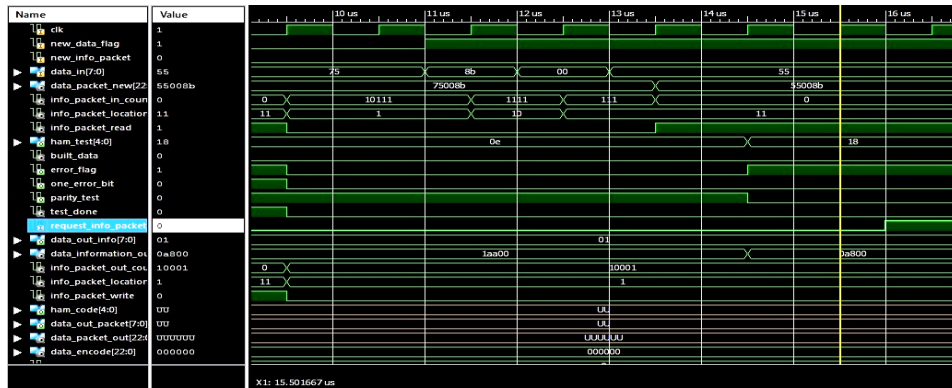 Name Value 10 us 11 us 12 us 13 us 14 us 15 us 16 us
clk 1
new_data_flag 1
new_info_packet 0
data_in[7:0] 55 75 8b 00 55
data_packet_new[22: 55008b 75008b 55008b
info_packet_in_coun 0 0 10111 1111 111 0
info_packet_location 11 11 1 10 11
info_packet_read 1
ham_test[4:0] 18 0e 18
built_data 0
error_flag 1
one_error_bit 0
parity_test 0
test_done 0
request_info_packet 0
data_out_info[7:0] 01 01
data_information_ou 0a800 1aa00 0a800
info_packet_out_cou 10001 0 10001
info_packet_location 1 11 1
info_packet_write 0
ham_code[4:0] UU UU
data_out_packet[7:0] UU UU
data_packet_out[22:0 UUUUUU UUUUUU
data_encode[22:0] 000000 000000
X1: 15.501667 us